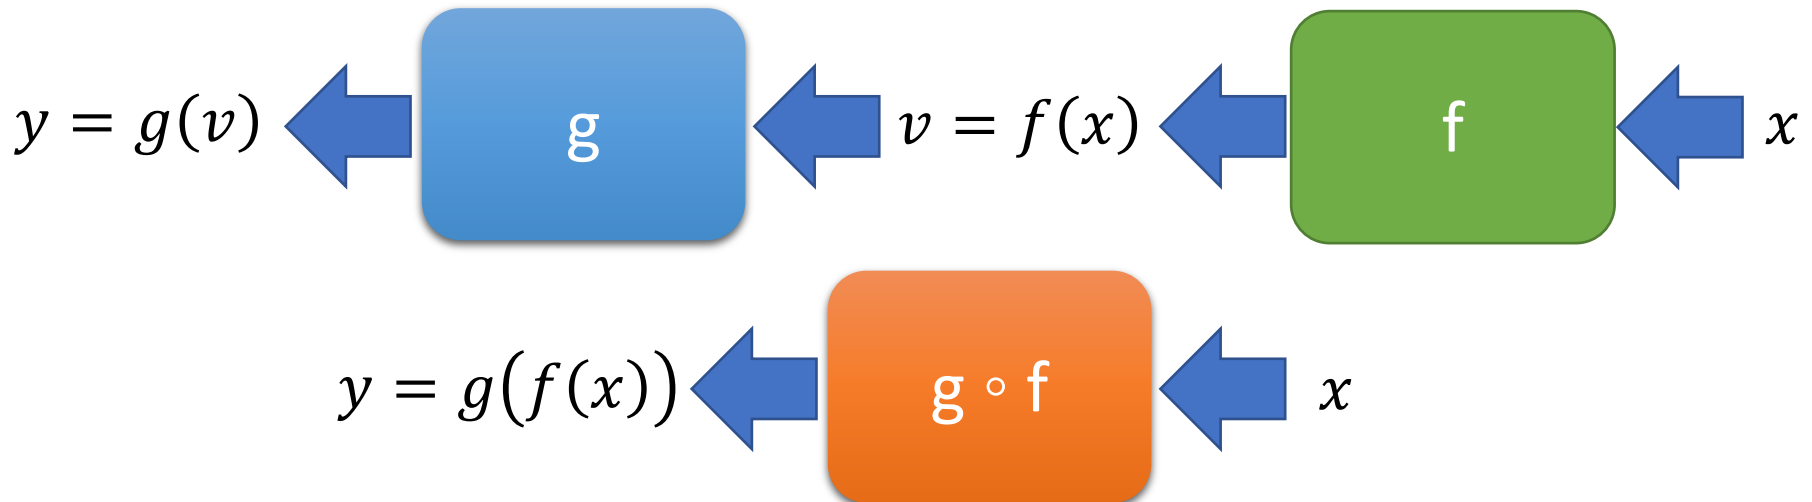 y = g(v) g v = f(x) f x
y = g(f(x)) g ∘ f x